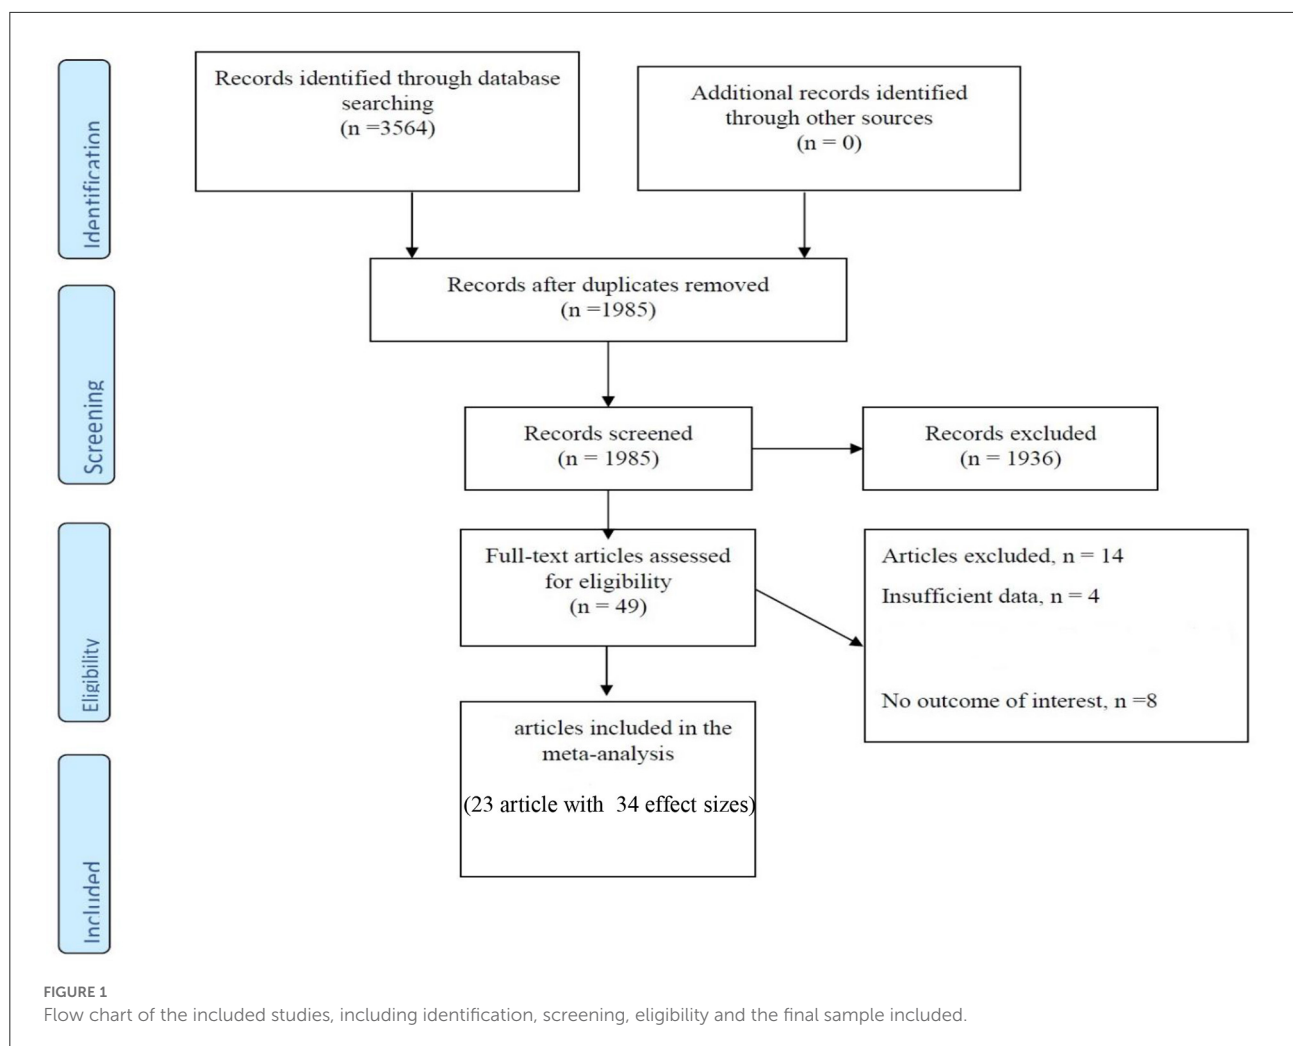 Identification
Records identified through database
searching
(n =3564)
Additional records identified
through other sources
(n = 0)
Records after duplicates removed
(n =1985)
Screening
Records screened
(n = 1985)
Records excluded
(n = 1936)
Eligibility
Full-text articles assessed
for eligibility
(n = 49)
Articles excluded, n = 14
Insufficient data, n = 4
No outcome of interest, n =8
Included
articles included in the
meta-analysis
(23 article with 34 effect sizes)
FIGURE 1
Flow chart of the included studies, including identification, screening, eligibility and the final sample included.